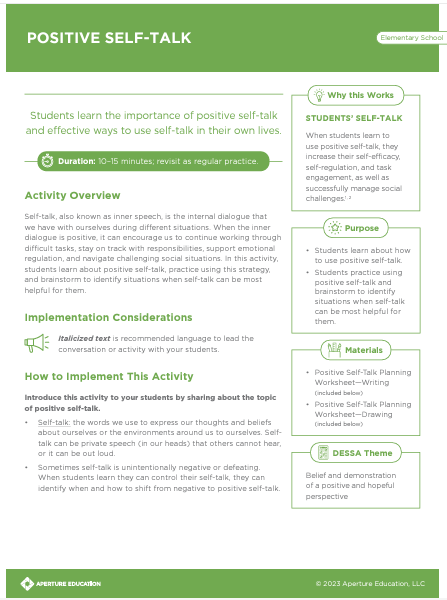 POSITIVE SELF-TALK
Elementary School
Students learn the importance of positive self-talk
and effective ways to use self-talk in their own lives.
Duration: 10–15 minutes; revisit as regular practice.
Activity Overview
Self-talk, also known as inner speech, is the internal dialogue that
we have with ourselves during different situations. When the inner
dialogue is positive, it can encourage us to continue working through
difficult tasks, stay on track with responsibilities, support emotional
regulation, and navigate challenging social situations. In this activity,
students learn about positive self-talk, practice using this strategy,
and brainstorm to identify situations when self-talk can be most
helpful for them.
Implementation Considerations
Italicized text is recommended language to lead the
conversation or activity with your students.
How to Implement This Activity
Introduce this activity to your students by sharing about the topic
of positive self-talk.
• Self-talk: the words we use to express our thoughts and beliefs
about ourselves or the environments around us to ourselves. Self-
talk can be private speech (in our heads) that others cannot hear,
or it can be out loud.
• Sometimes self-talk is unintentionally negative or defeating.
When students learn they can control their self-talk, they can
identify when and how to shift from negative to positive self-talk.
Why this Works
STUDENTS' SELF-TALK
When students learn to
use positive self-talk, they
increase their self-efficacy,
self-regulation, and task
engagement, as well as
successfully manage social
challenges.
Purpose
• Students learn about how
to use positive self-talk.
• Students practice using
positive self-talk and
brainstorm to identify
situations when self-talk
can be most helpful for
them.
Materials
• Positive Self-Talk Planning
Worksheet—Writing
(included below)
• Positive Self-Talk Planning
Worksheet—Drawing
(included below)
DESSA Theme
Belief and demonstration
of a positive and hopeful
perspective
APERTURE EDUCATION
© 2023 Aperture Education, LLC